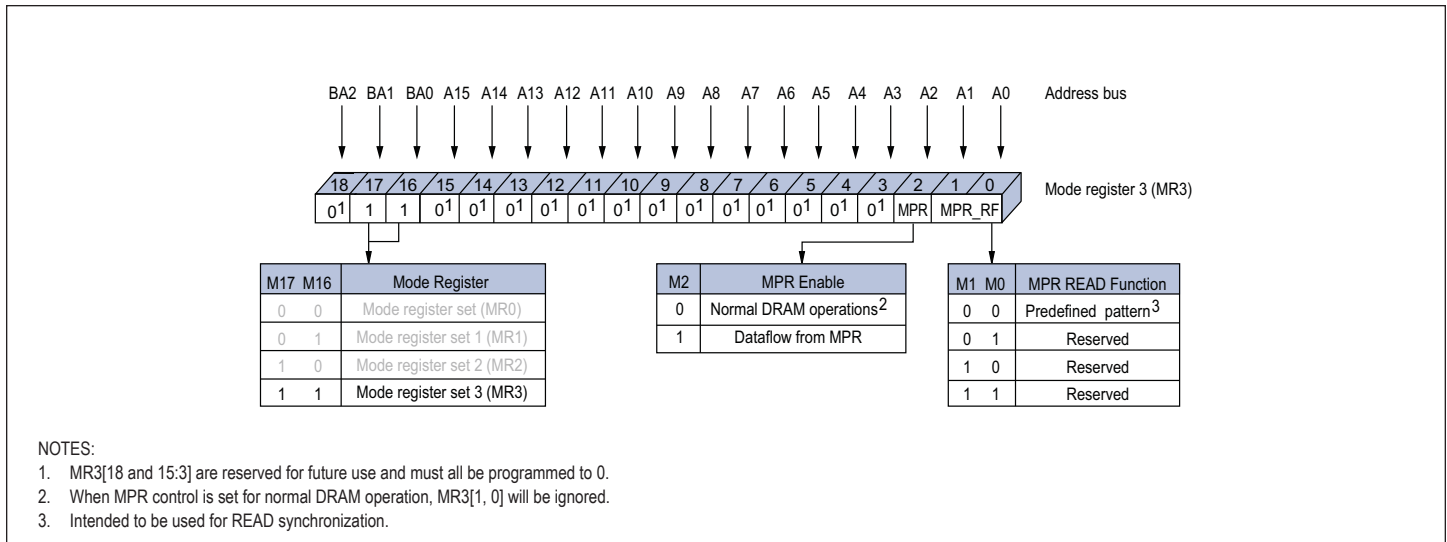 BA2 BA1 BA0 A15 A14 A13 A12 A11 A10 A9 A8 A7 A6 A5 A4 A3 A2 A1 A0 Address bus
18 17 16 15 14 13 12 11 10 9 8 7 6 5 4 3 2 1 0 Mode register 3 (MR3)
0¹ 1 1 0¹ 0¹ 0¹ 0¹ 0¹ 0¹ 0¹ 0¹ 0¹ 0¹ 0¹ 0¹ 0¹ MPR MPR_RF
M17 M16 Mode Register
0 0 Mode register set (MR0)
0 1 Mode register set 1 (MR1)
1 0 Mode register set 2 (MR2)
1 1 Mode register set 3 (MR3)
M2 MPR Enable
0 Normal DRAM operations²
1 Dataflow from MPR
M1 M0 MPR READ Function
0 0 Predefined pattern³
0 1 Reserved
1 0 Reserved
1 1 Reserved
NOTES:
1. MR3[18 and 15:3] are reserved for future use and must all be programmed to 0.
2. When MPR control is set for normal DRAM operation, MR3[1, 0] will be ignored.
3. Intended to be used for READ synchronization.